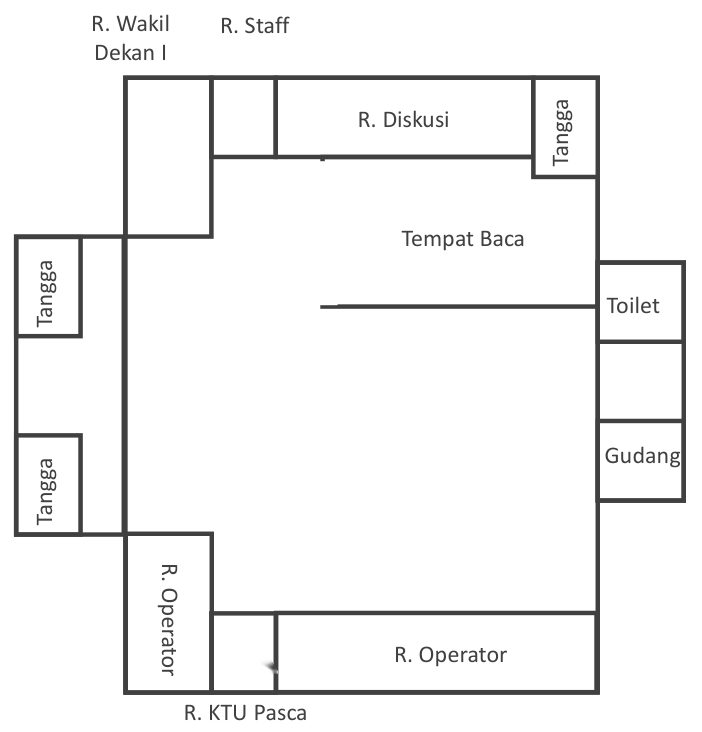 R. Wakil
Dekan I
R. Staff
R. Diskusi
Tangga
Tempat Baca
Tangga
Toilet
Tangga
Gudang
R. Operator
R. Operator
R. KTU Pasca